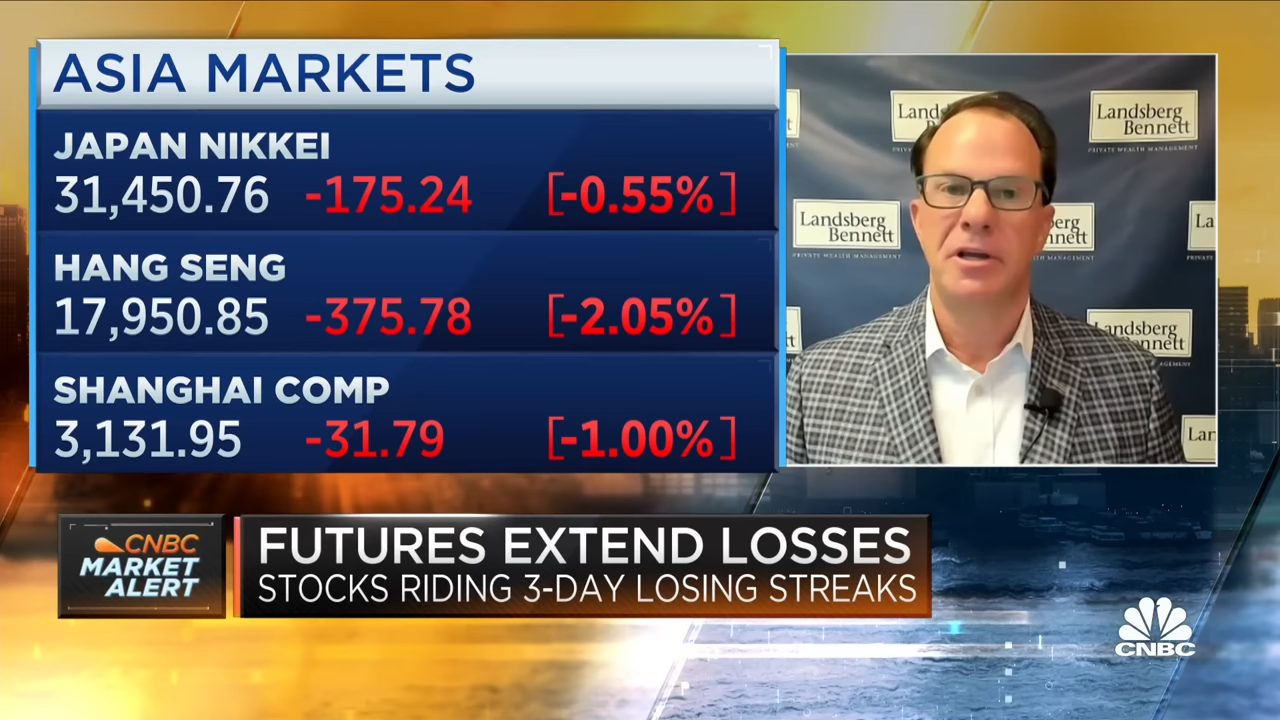 ASIA MARKETS
JAPAN NIKKEI
31,450.76 -175.24 [-0.55%]
HANG SENG
17,950.85 -375.78 [-2.05%]
SHANGHAI COMP
3,131.95 -31.79 [-1.00%]
Landsberg
Bennett
PRIVATE WEALTH MANAGEMENT
Landsberg
Bennett
PRIVATE WEALTH MANAGEMENT
Landsberg
Bennett
CNBC
MARKET
ALERT
FUTURES EXTEND LOSSES
STOCKS RIDING 3-DAY LOSING STREAKS
CNBC